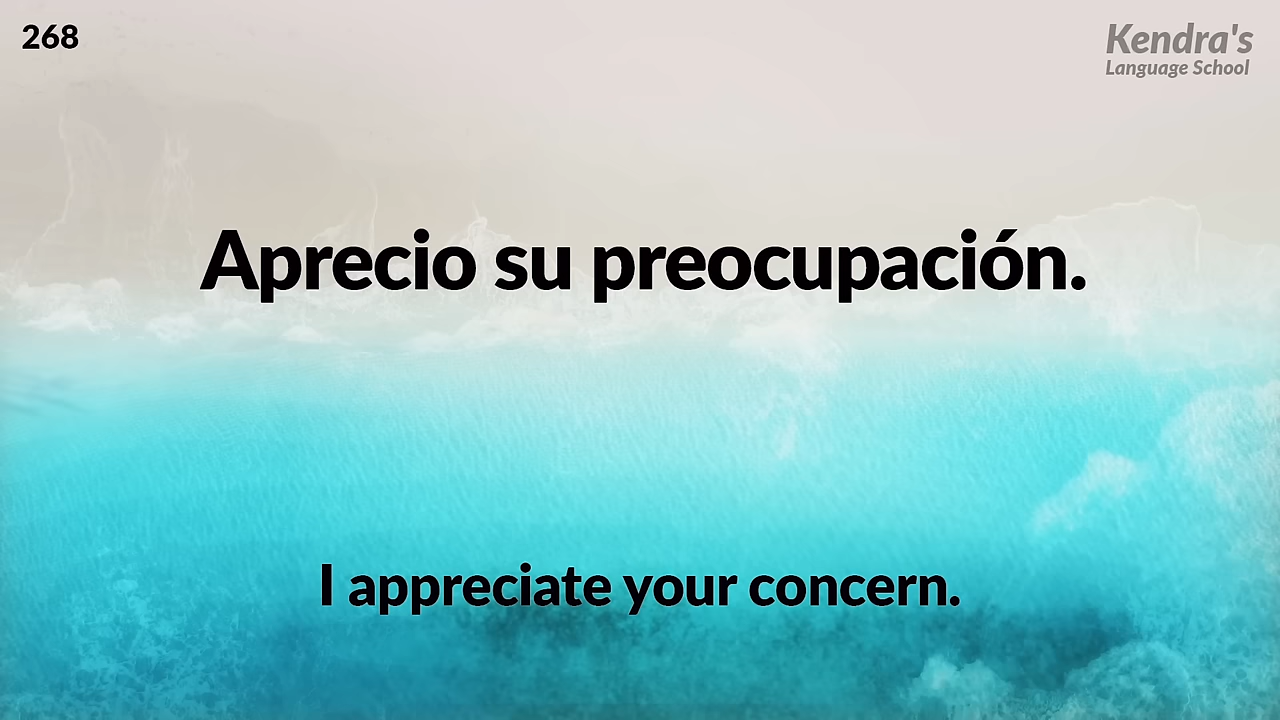 268
Kendra's
Language School
Aprecio su preocupación.
I appreciate your concern.